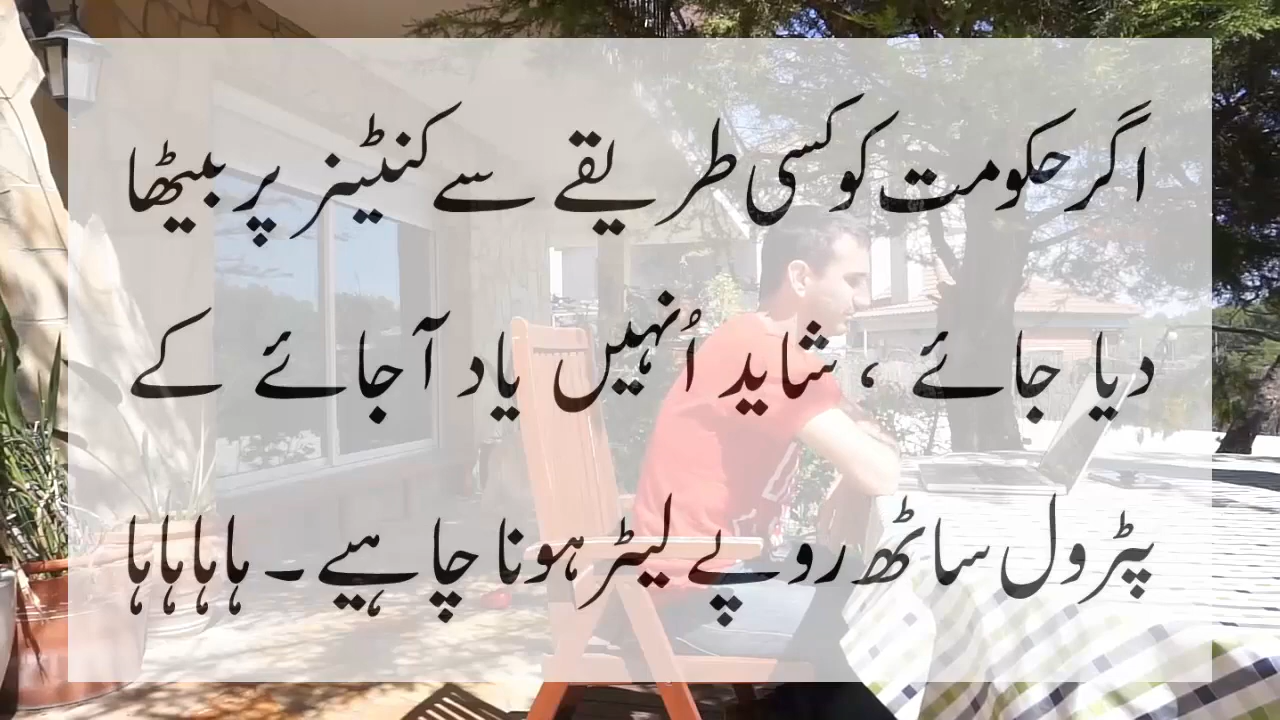 اگر حکومت کو کسی طریقے سے کنٹینر پر بیٹھا
دیا جائے ، شاید اُنہیں یاد آجائے کے
پٹرول ساٹھ روپے لیٹر ہونا چاہیے ۔ ہاہاہاہا